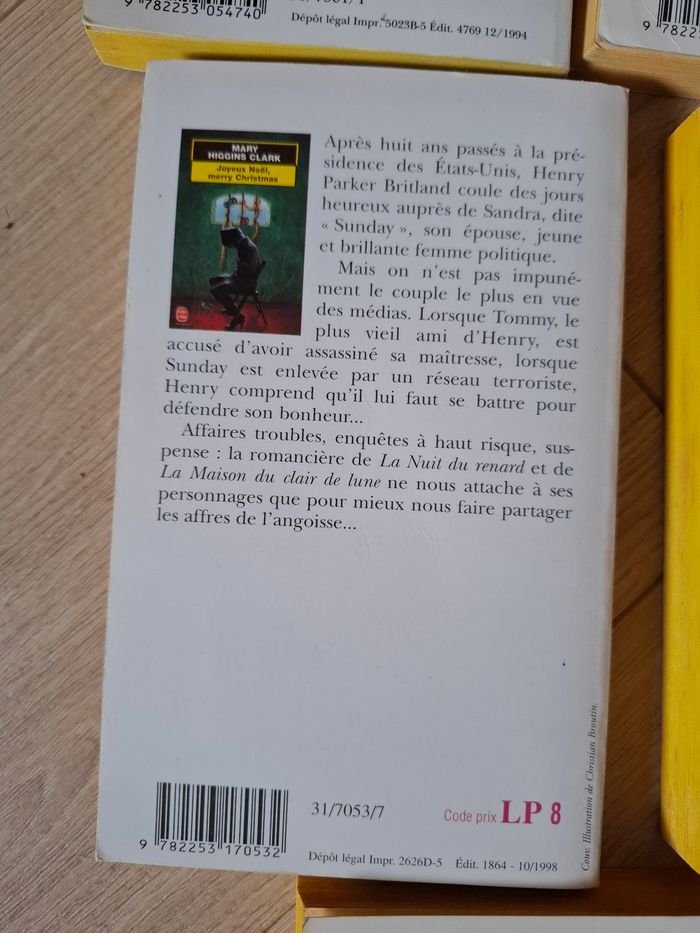 9 782253 054740
Dépôt légal Impr. 5023B-5 Édit. 4769 12/1994
9 782253
MARY
HIGGINS CLARK
Joyeux Noël,
merry Christmas
Après huit ans passés à la pré-
sidence des États-Unis, Henry
Parker Britland coule des jours
heureux auprès de Sandra, dite
« Sunday », son épouse, jeune
et brillante femme politique.
Mais on n'est pas impuné-
ment le couple le plus en vue
des médias. Lorsque Tommy, le
plus vieil ami d'Henry, est
accusé d'avoir assassiné sa maîtresse, lorsque
Sunday est enlevée par un réseau terroriste,
Henry comprend qu'il lui faut se battre pour
défendre son bonheur...
Affaires troubles, enquêtes à haut risque, sus-
pense : la romancière de La Nuit du renard et de
La Maison du clair de lune ne nous attache à ses
personnages que pour mieux nous faire partager
les affres de l'angoisse...
Couv. Illustration de Christian Broutin.
31/7053/7
Code prix LP 8
9 782253 170532
Dépôt légal Impr. 2626D-5 Édit. 1864 - 10/1998